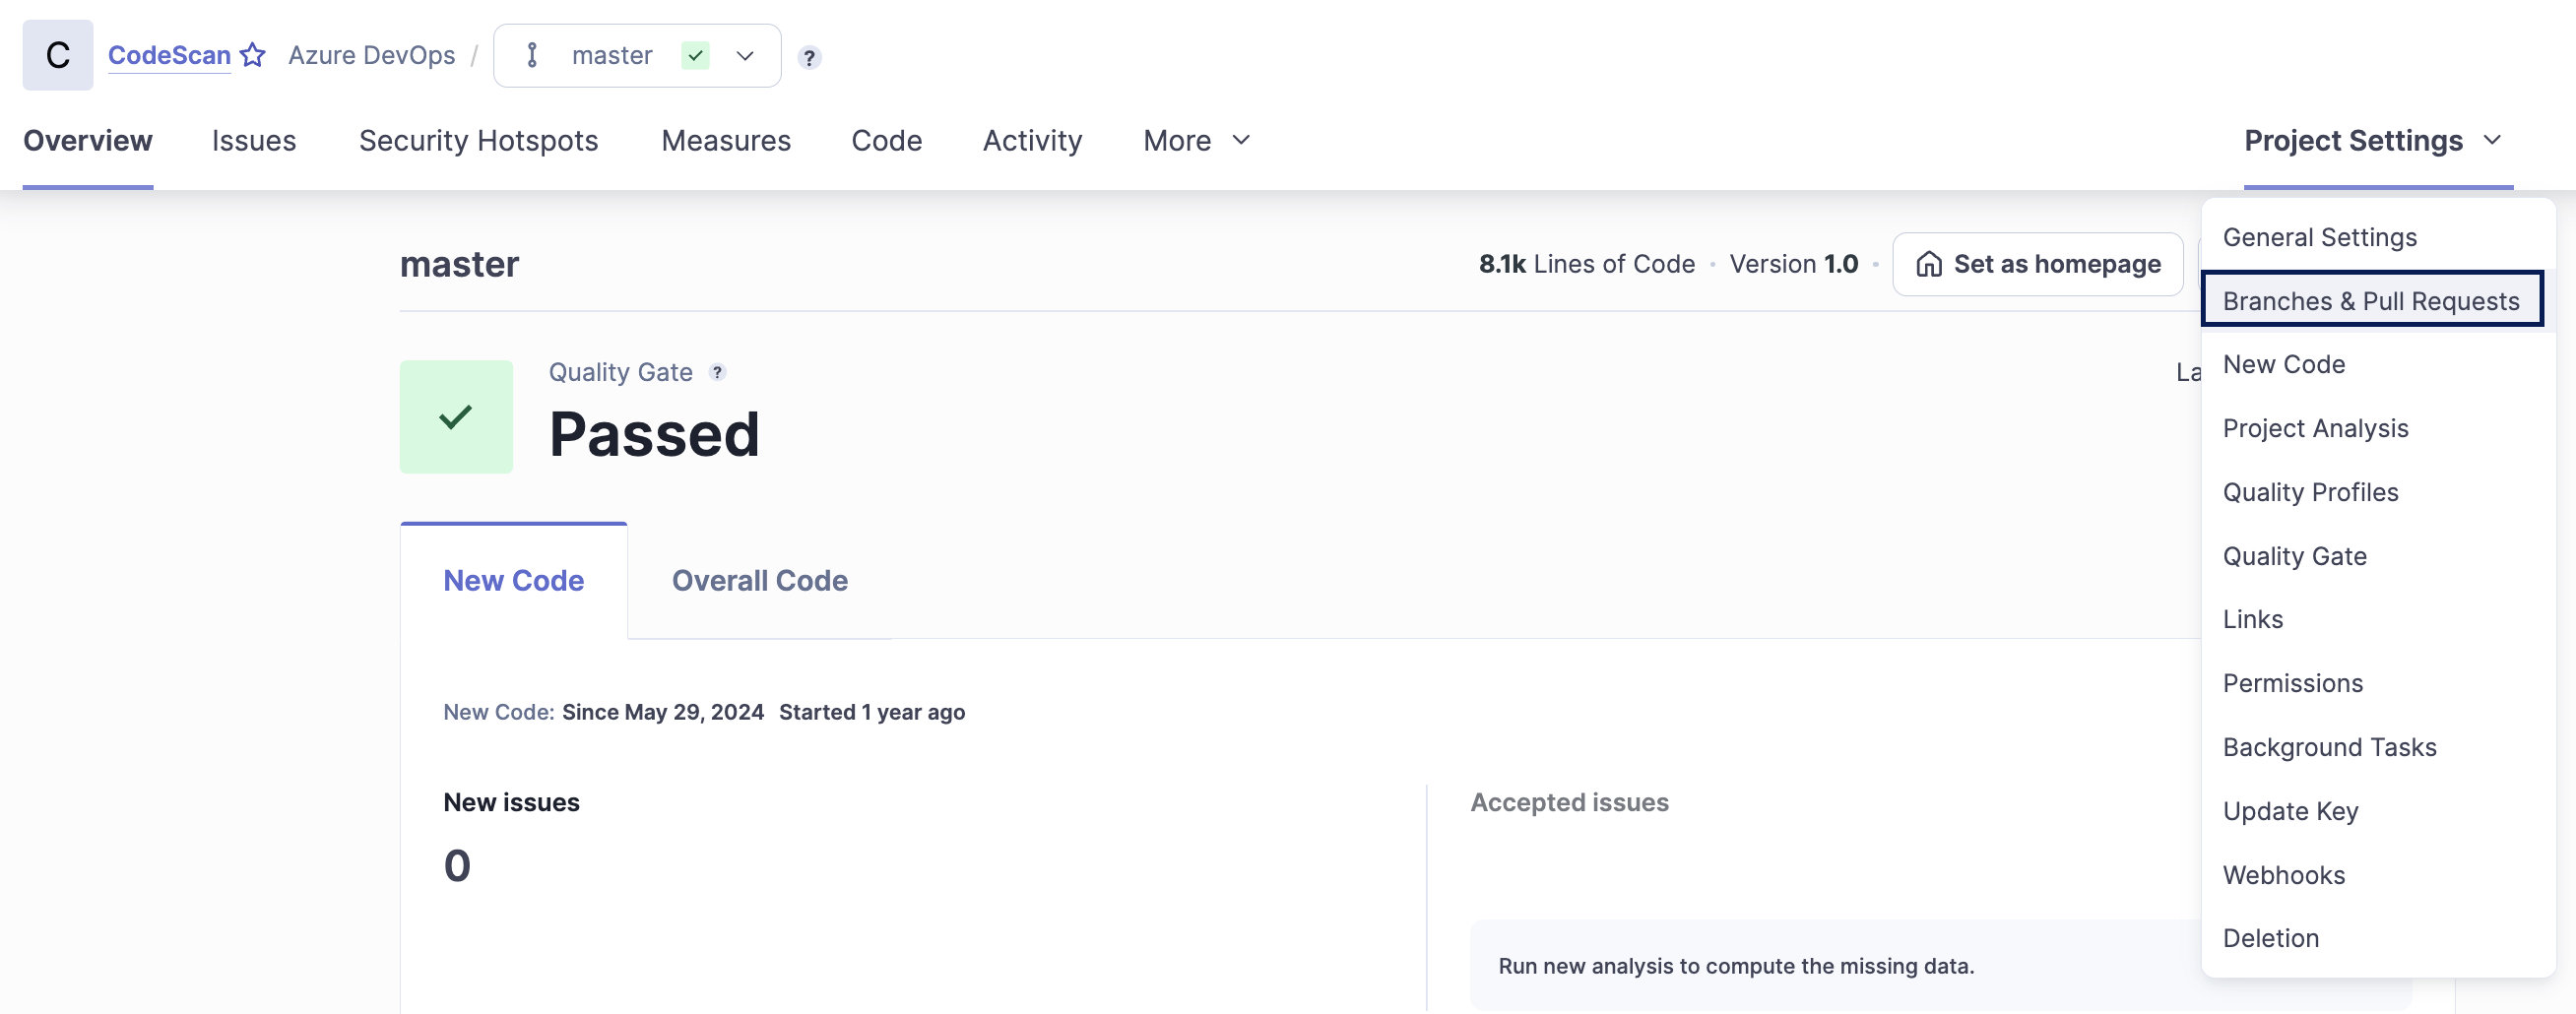 C CodeScan Azure DevOps / master ?
Overview Issues Security Hotspots Measures Code Activity More Project Settings
master 8.1k Lines of Code • Version 1.0 • Set as homepage
Quality Gate ?
Passed
La
New Code Overall Code
New Code: Since May 29, 2024 Started 1 year ago
New issues
0
Accepted issues
Run new analysis to compute the missing data.
General Settings
Branches & Pull Requests
New Code
Project Analysis
Quality Profiles
Quality Gate
Links
Permissions
Background Tasks
Update Key
Webhooks
Deletion